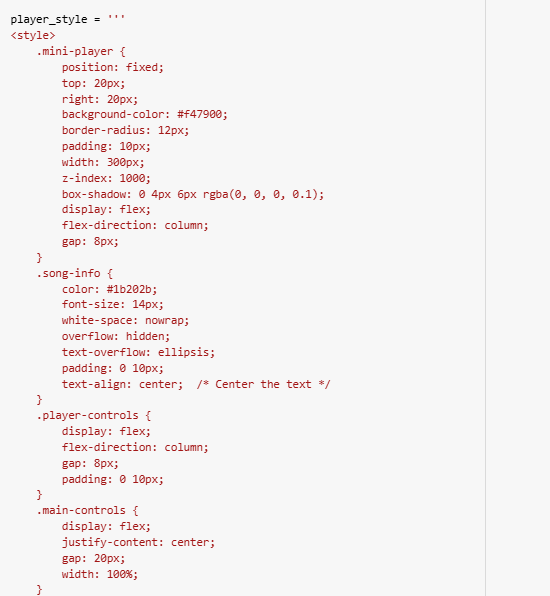 player_style = '''
<style>
    .mini-player {
        position: fixed;
        top: 20px;
        right: 20px;
        background-color: #f47900;
        border-radius: 12px;
        padding: 10px;
        width: 300px;
        z-index: 1000;
        box-shadow: 0 4px 6px rgba(0, 0, 0, 0.1);
        display: flex;
        flex-direction: column;
        gap: 8px;
    }
    .song-info {
        color: #1b202b;
        font-size: 14px;
        white-space: nowrap;
        overflow: hidden;
        text-overflow: ellipsis;
        padding: 0 10px;
        text-align: center;  /* Center the text */
    }
    .player-controls {
        display: flex;
        flex-direction: column;
        gap: 8px;
        padding: 0 10px;
    }
    .main-controls {
        display: flex;
        justify-content: center;
        gap: 20px;
        width: 100%;
    }